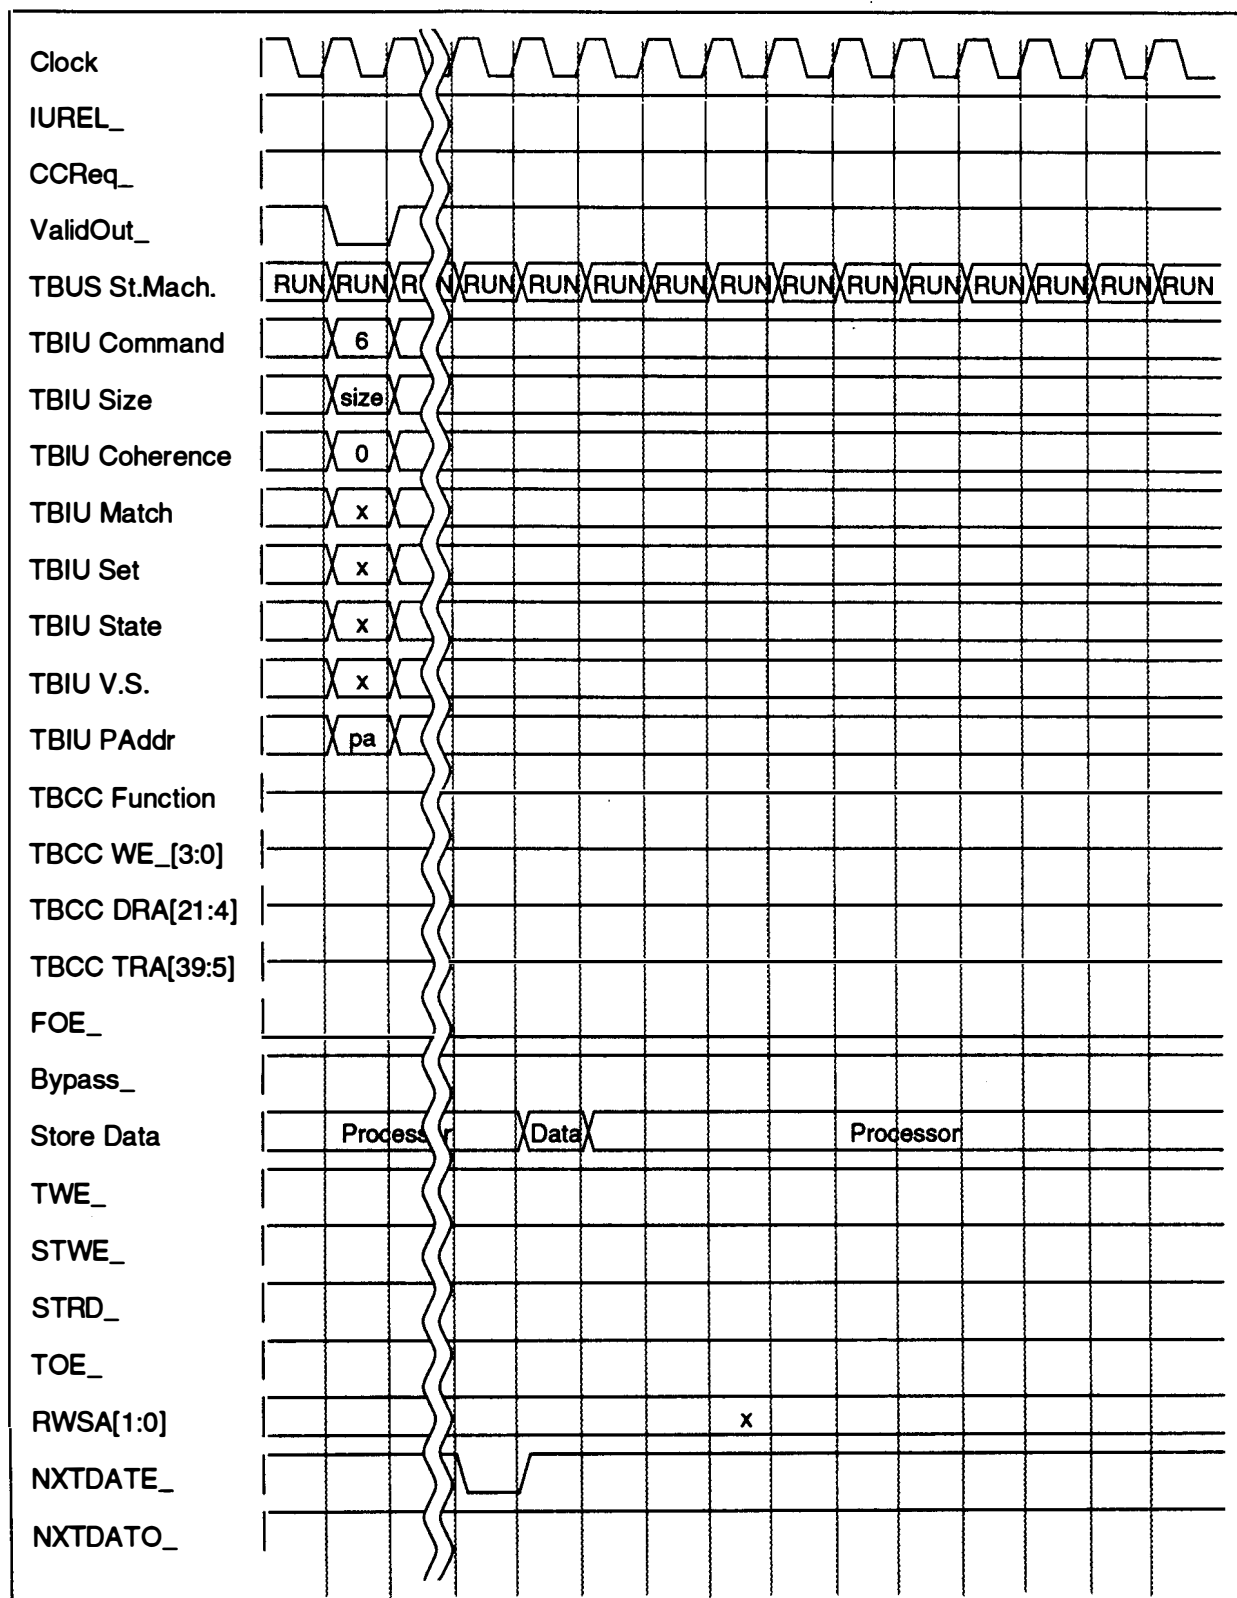 Clock
IUREL_
CCReq_
ValidOut_
TBUS St.Mach. RUN RUN RUN RUN RUN RUN RUN RUN RUN RUN RUN RUN RUN RUN RUN
TBIU Command 6
TBIU Size size
TBIU Coherence 0
TBIU Match x
TBIU Set x
TBIU State x
TBIU V.S. x
TBIU PAddr pa
TBCC Function
TBCC WE_[3:0]
TBCC DRA[21:4]
TBCC TRA[39:5]
FOE_
Bypass_
Store Data Processor Data Processor
TWE_
STWE_
STRD_
TOE_
RWSA[1:0] x
NXTDATE_
NXTDATO_